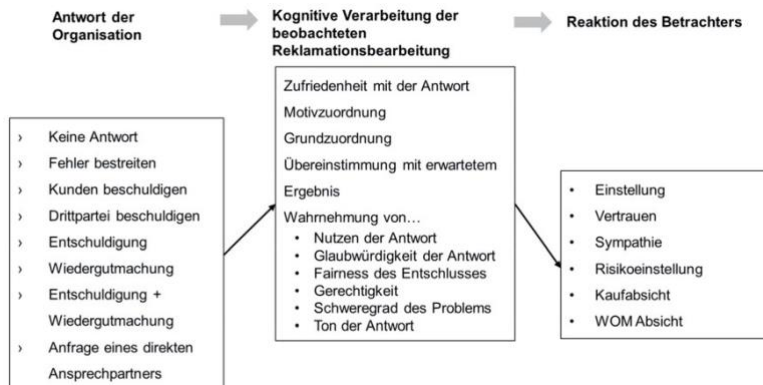 Antwort der
Organisation
Kognitive Verarbeitung der
beobachteten
Reklamationsbearbeitung
Reaktion des Betrachters
› Keine Antwort
› Fehler bestreiten
› Kunden beschuldigen
› Drittpartei beschuldigen
› Entschuldigung
› Wiedergutmachung
› Entschuldigung +
Wiedergutmachung
› Anfrage eines direkten
Ansprechpartners
Zufriedenheit mit der Antwort
Motivzuordnung
Grundzuordnung
Übereinstimmung mit erwartetem
Ergebnis
Wahrnehmung von…
• Nutzen der Antwort
• Glaubwürdigkeit der Antwort
• Fairness des Entschlusses
• Gerechtigkeit
• Schweregrad des Problems
• Ton der Antwort
• Einstellung
• Vertrauen
• Sympathie
• Risikoeinstellung
• Kaufabsicht
• WOM Absicht